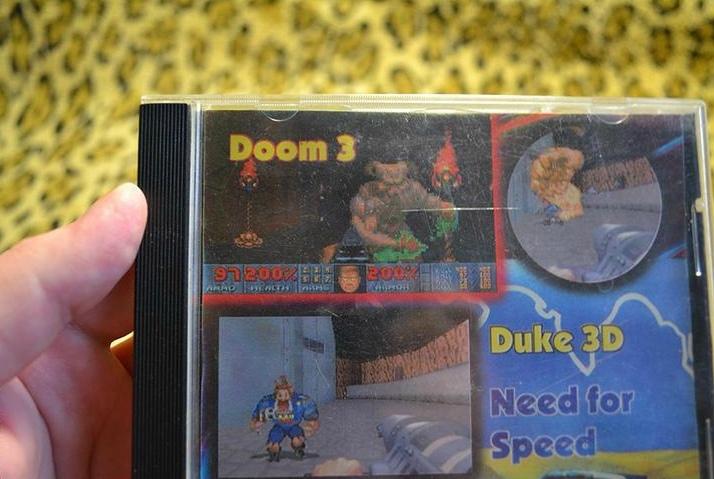 Doom 3
97 200% 200%
AMMO HEALTH ARMS ARMOR
Duke 3D
Need for
Speed